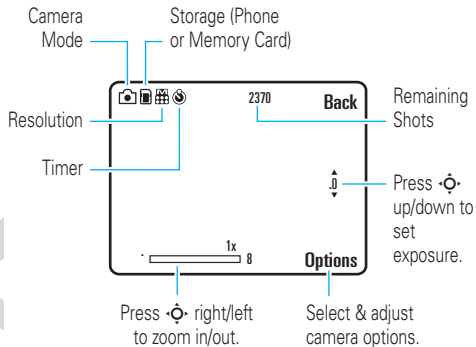 Camera
Mode
Storage (Phone
or Memory Card)
Resolution
Timer
2370
Back
Remaining
Shots
.0
Press up/down to
set
exposure.
1x
8
Options
Press right/left
to zoom in/out.
Select & adjust
camera options.